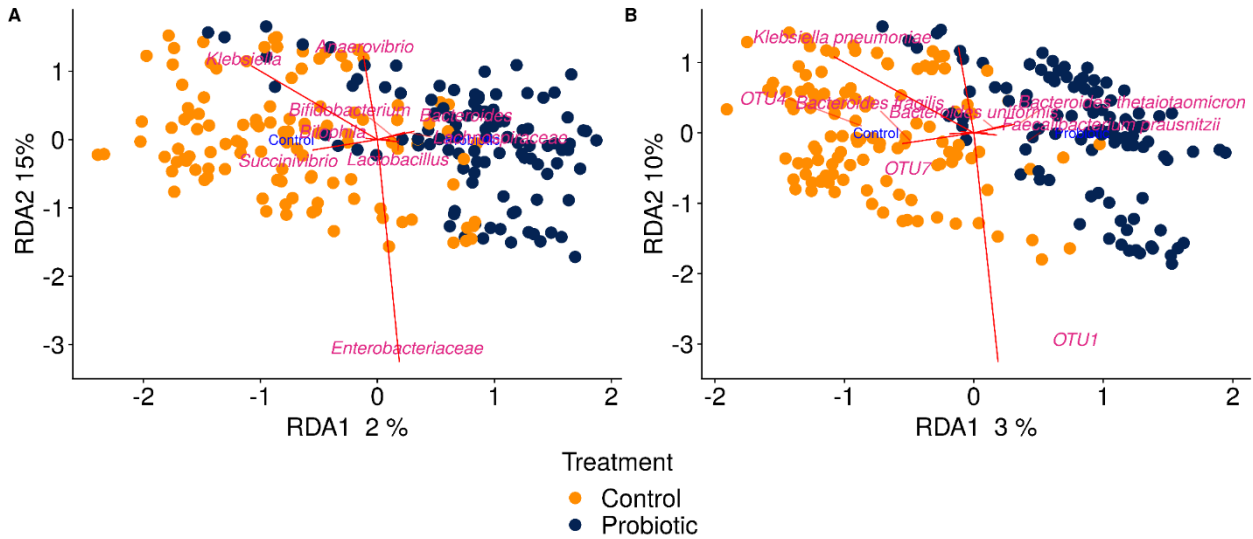 A
B
Anaerovibrio
Klebsiella
Bifidobacterium
Bacteroides
Bilophila
Control
Probiotic
Lachnospiraceae
Succinivibrio
Lactobacillus
Enterobacteriaceae
1
0
-1
-2
-3
RDA2 15%
-2
-1
0
1
2
RDA1 2 %
Klebsiella pneumoniae
OTU4
Bacteroides fragilis
Bacteroides uniformis
Bacteroides thetaiotaomicron
Faecalibacterium prausnitzii
Control
Probiotic
OTU7
OTU1
1
0
-1
-2
-3
RDA2 10%
-2
-1
0
1
2
RDA1 3 %
Treatment
Control
Probiotic